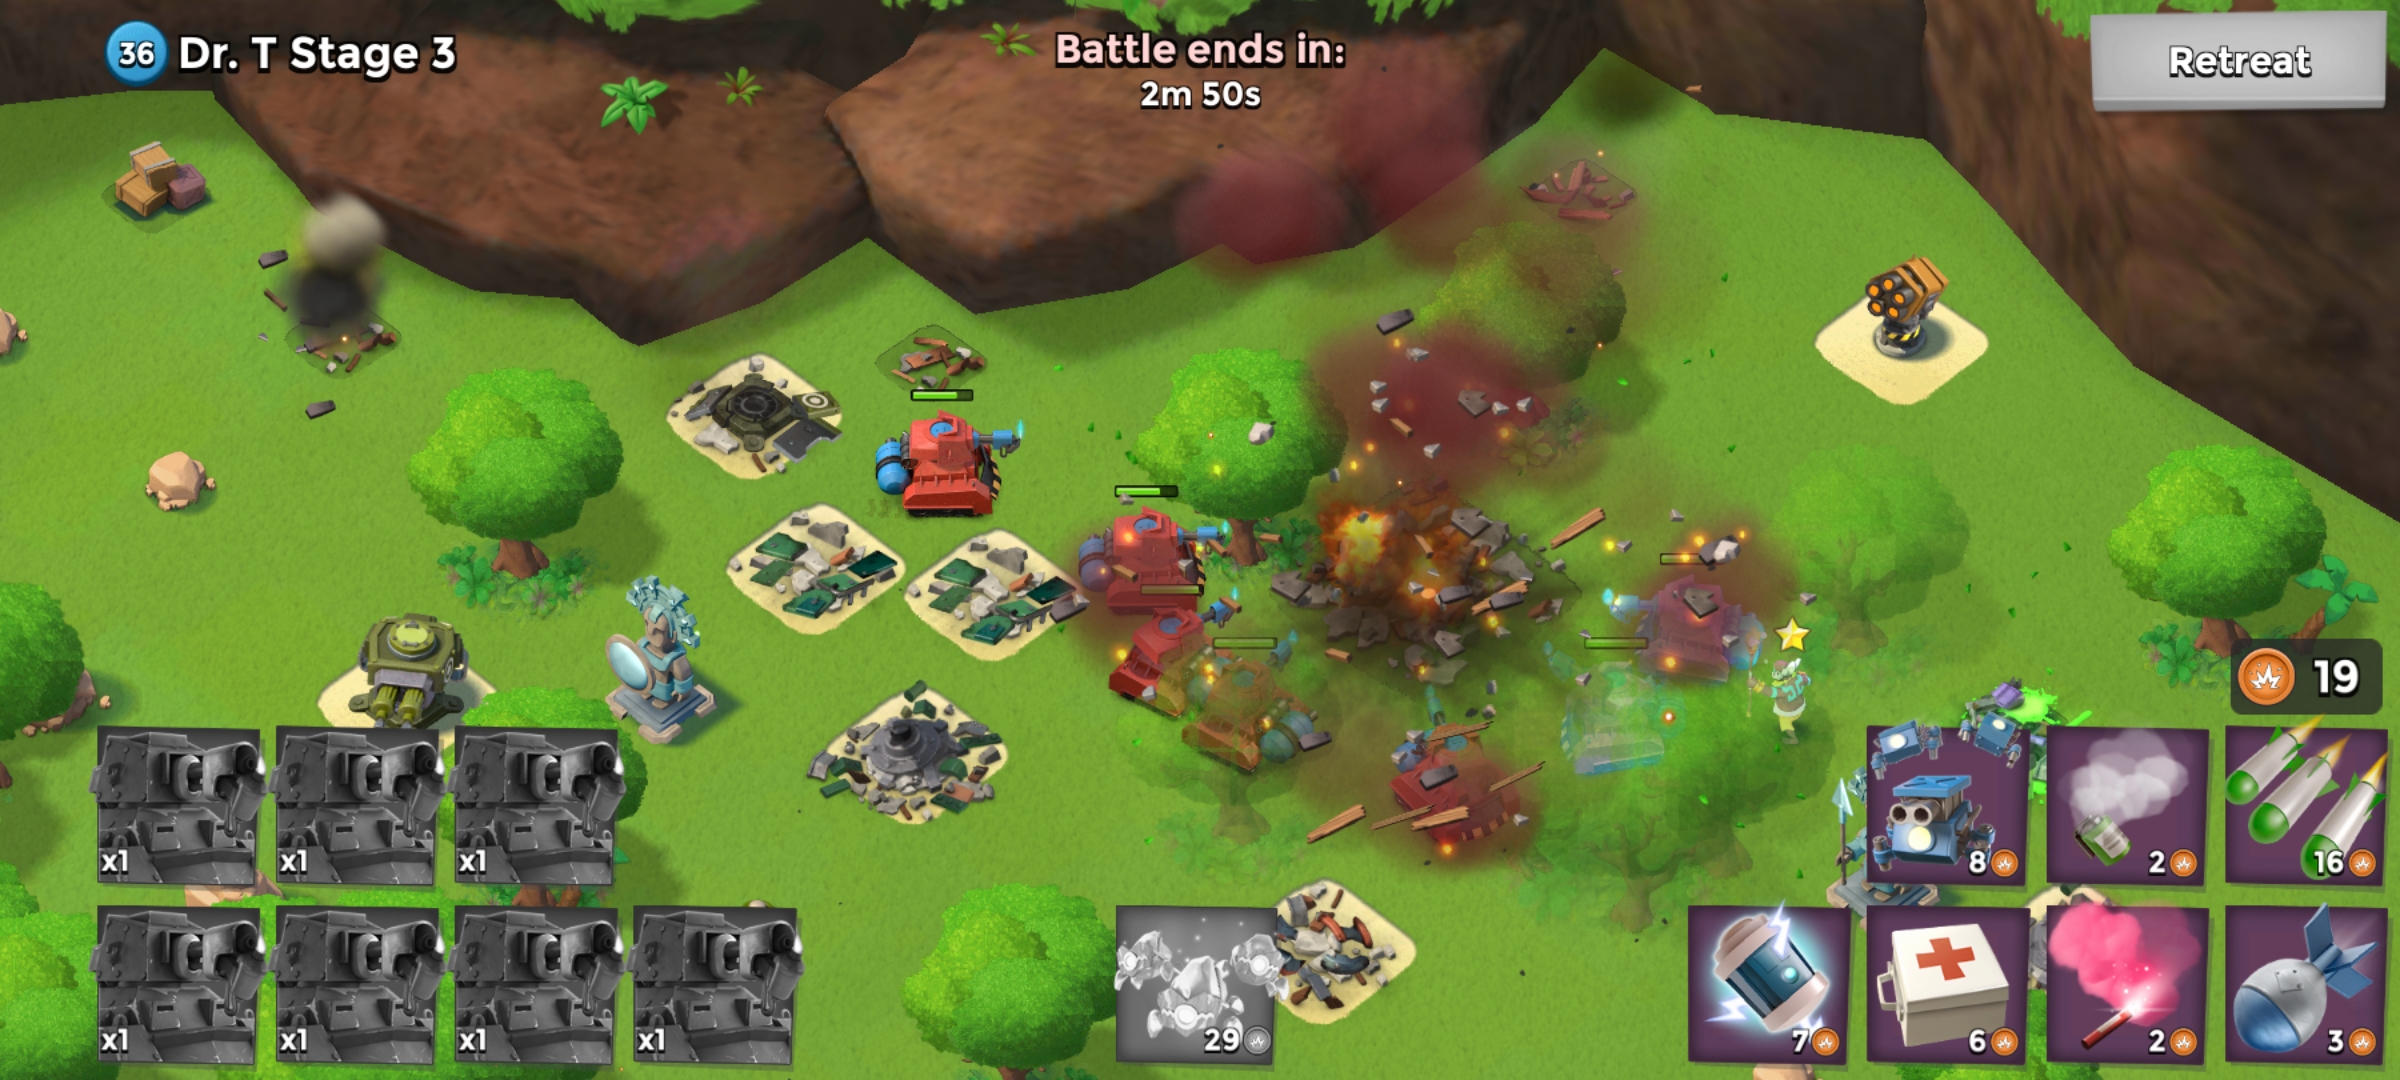 36 Dr. T Stage 3
Battle ends in:
2m 50s
Retreat
19
x1 x1 x1
8 2 16
x1 x1 x1 x1
29
7 6 2 3